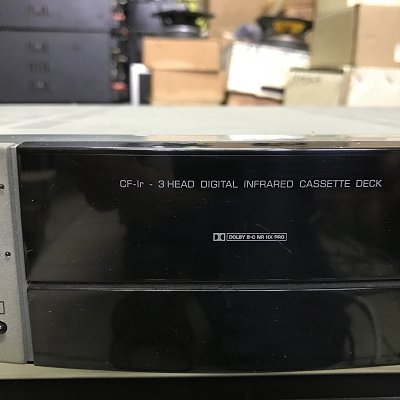 CF-Ir - 3 HEAD DIGITAL INFRARED CASSETTE DECK
DOLBY B-C NR HX PRO